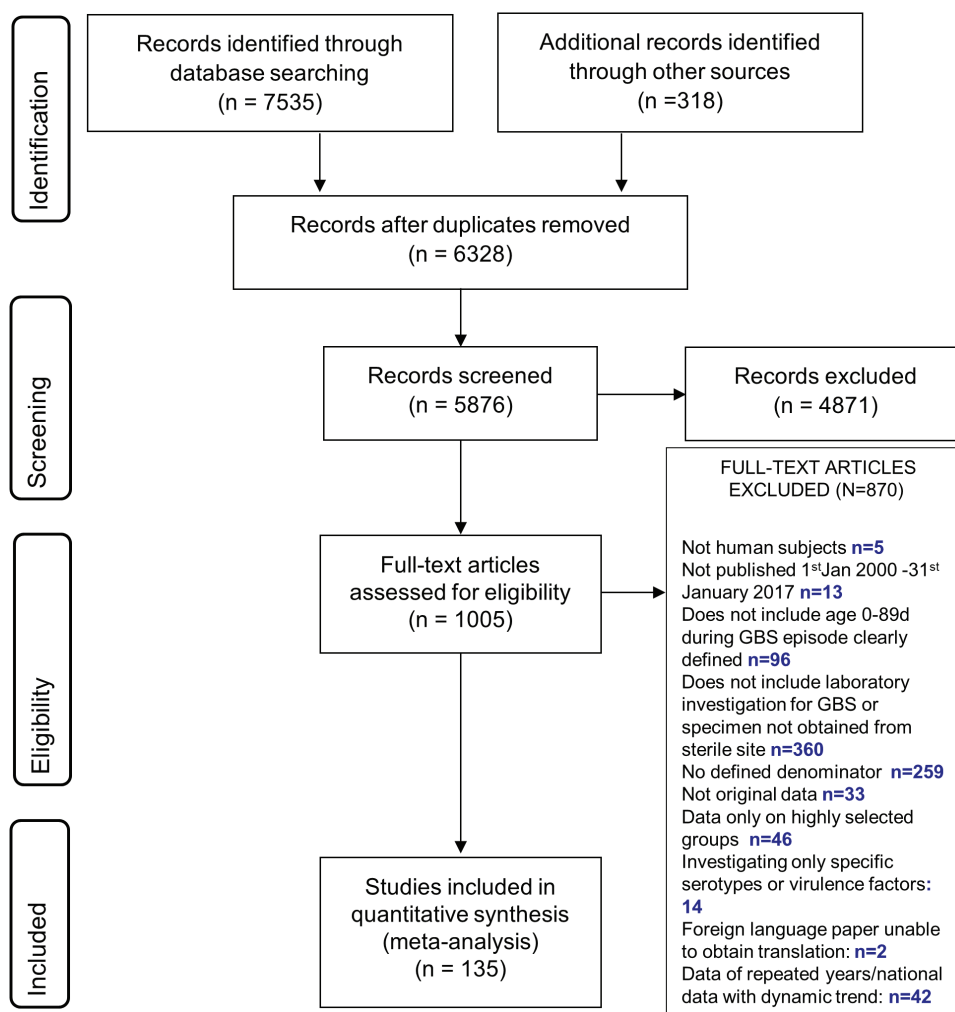 Identification
Records identified through
database searching
(n = 7535)
Additional records identified
through other sources
(n =318)
Records after duplicates removed
(n = 6328)
Screening
Records screened
(n = 5876)
Records excluded
(n = 4871)
Eligibility
Full-text articles
assessed for eligibility
(n = 1005)
FULL-TEXT ARTICLES
EXCLUDED (N=870)
Not human subjects n=5
Not published 1stJan 2000 -31st
January 2017 n=13
Does not include age 0-89d
during GBS episode clearly
defined n=96
Does not include laboratory
investigation for GBS or
specimen not obtained from
sterile site n=360
No defined denominator n=259
Not original data n=33
Data only on highly selected
groups n=46
Investigating only specific
serotypes or virulence factors:
14
Foreign language paper unable
to obtain translation: n=2
Data of repeated years/national
data with dynamic trend: n=42
Included
Studies included in
quantitative synthesis
(meta-analysis)
(n = 135)